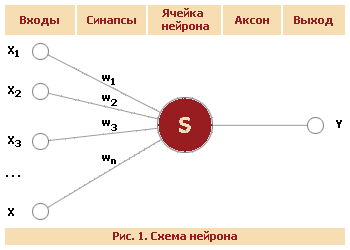 Входы Синапсы Ячейка нейрона Аксон Выход
X1
w1
X2
w2
S
Y
w3
X3
...
wn
X
Рис. 1. Схема нейрона